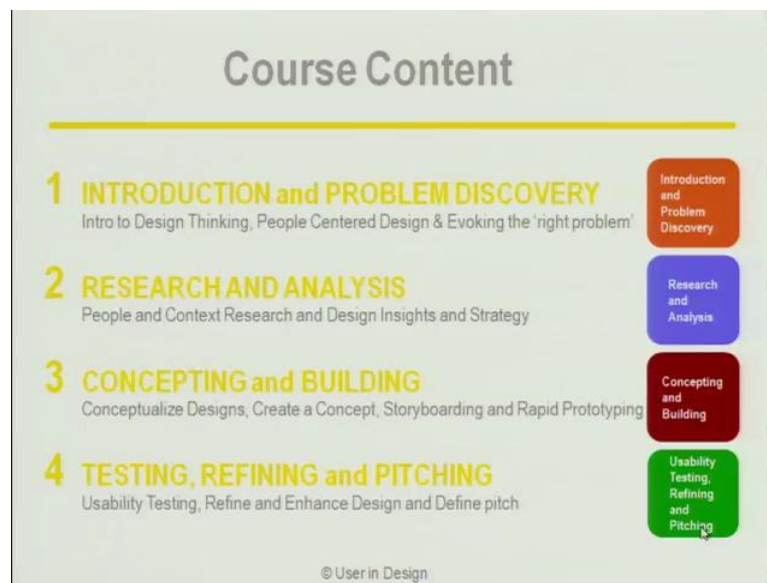 Course Content
1 INTRODUCTION and PROBLEM DISCOVERY
Intro to Design Thinking, People Centered Design & Evoking the 'right problem'
Introduction
and
Problem
Discovery
2 RESEARCH AND ANALYSIS
People and Context Research and Design Insights and Strategy
Research
and
Analysis
3 CONCEPTING and BUILDING
Conceptualize Designs, Create a Concept, Storyboarding and Rapid Prototyping
Concepting
and
Building
4 TESTING, REFINING and PITCHING
Usability Testing, Refine and Enhance Design and Define pitch
Usability
Testing,
Refining
and
Pitching
© User in Design